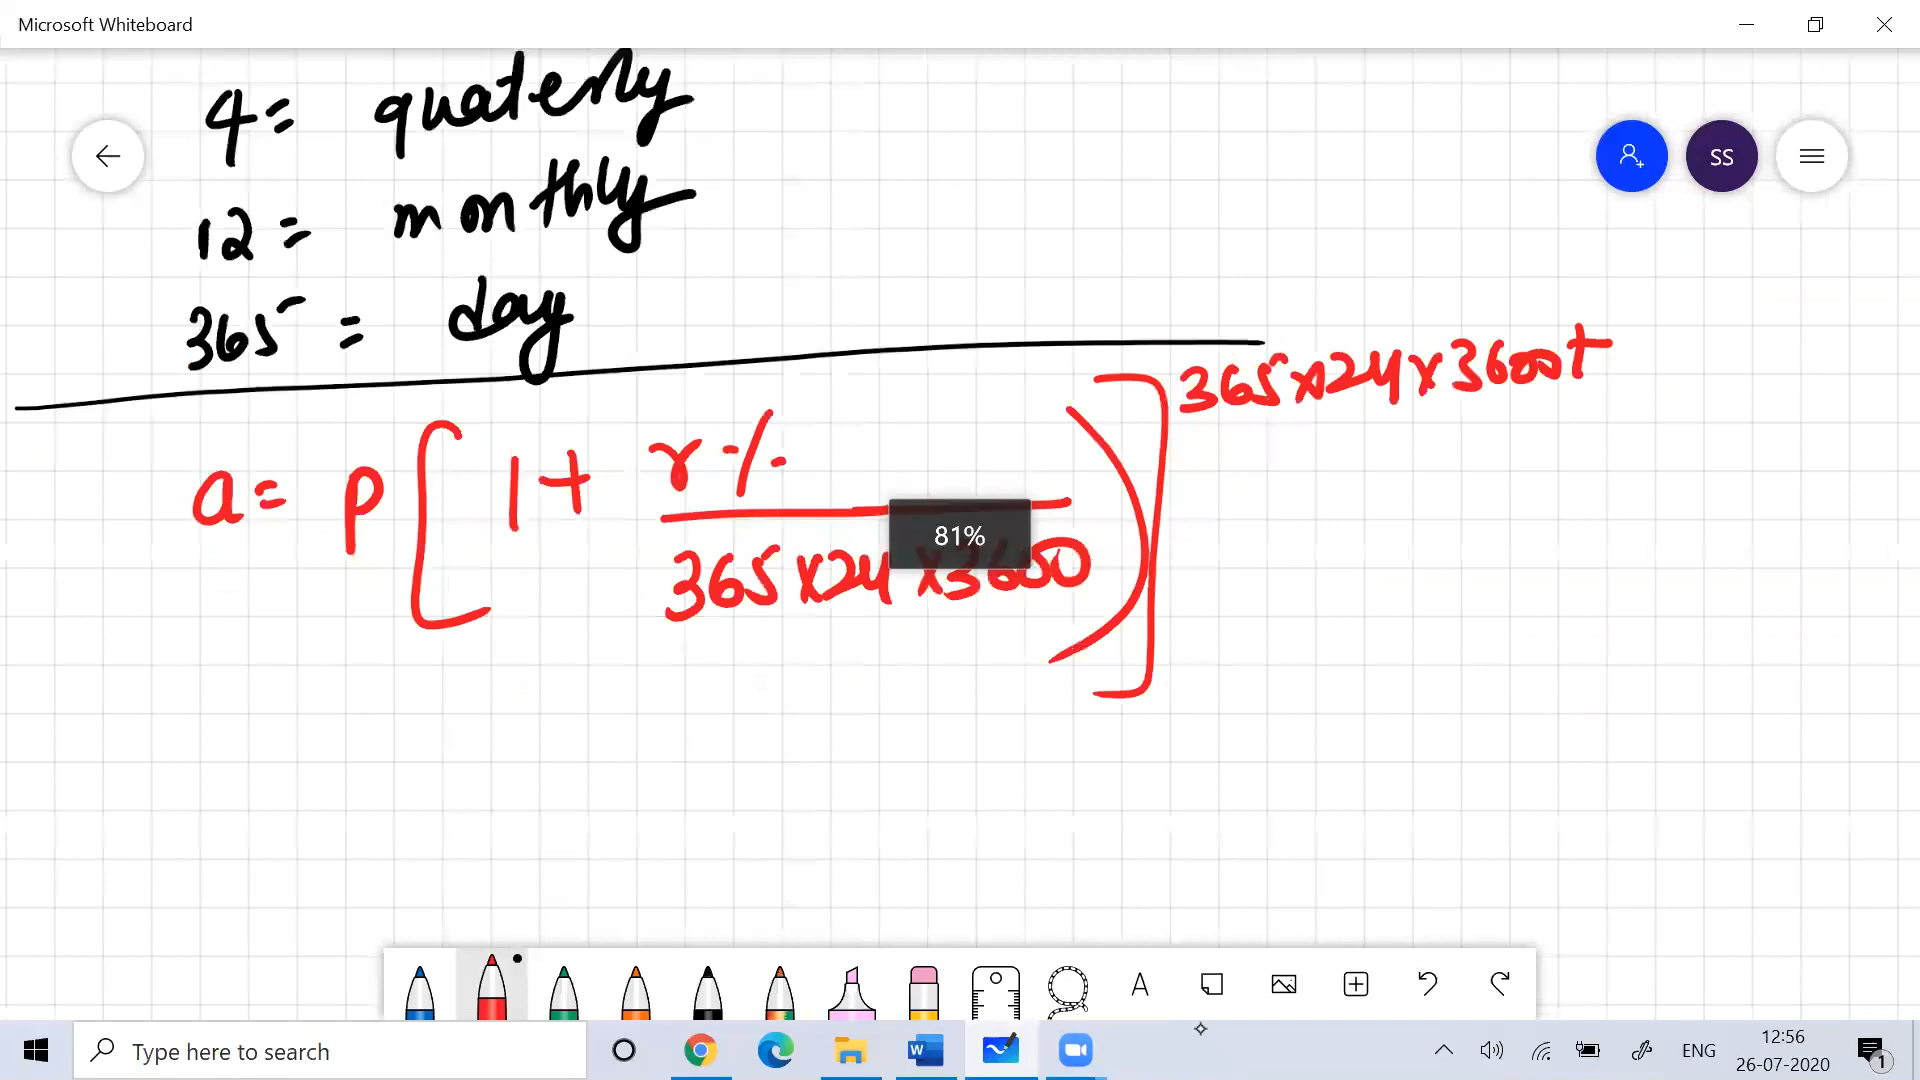 Microsoft Whiteboard
4= quaterly
12= monthly
365= day
SS
a= p[1+ r% / 365x24x3600)]365x24x3600t
81%
A
Type here to search
ENG
12:56
26-07-2020
1